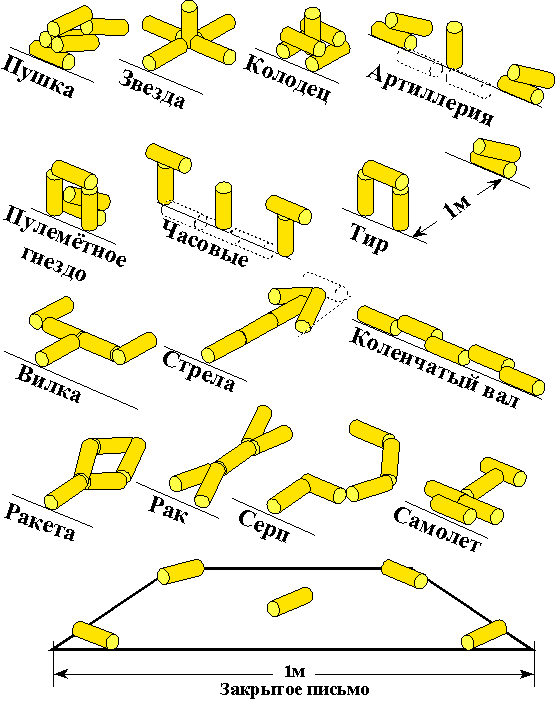 Пушка
Звезда
Колодец
Артиллерия
Пулемётное
гнездо
Часовые
Тир
1м
Вилка
Стрела
Коленчатый вал
Ракета
Рак
Серп
Самолет
1м
Закрытое письмо